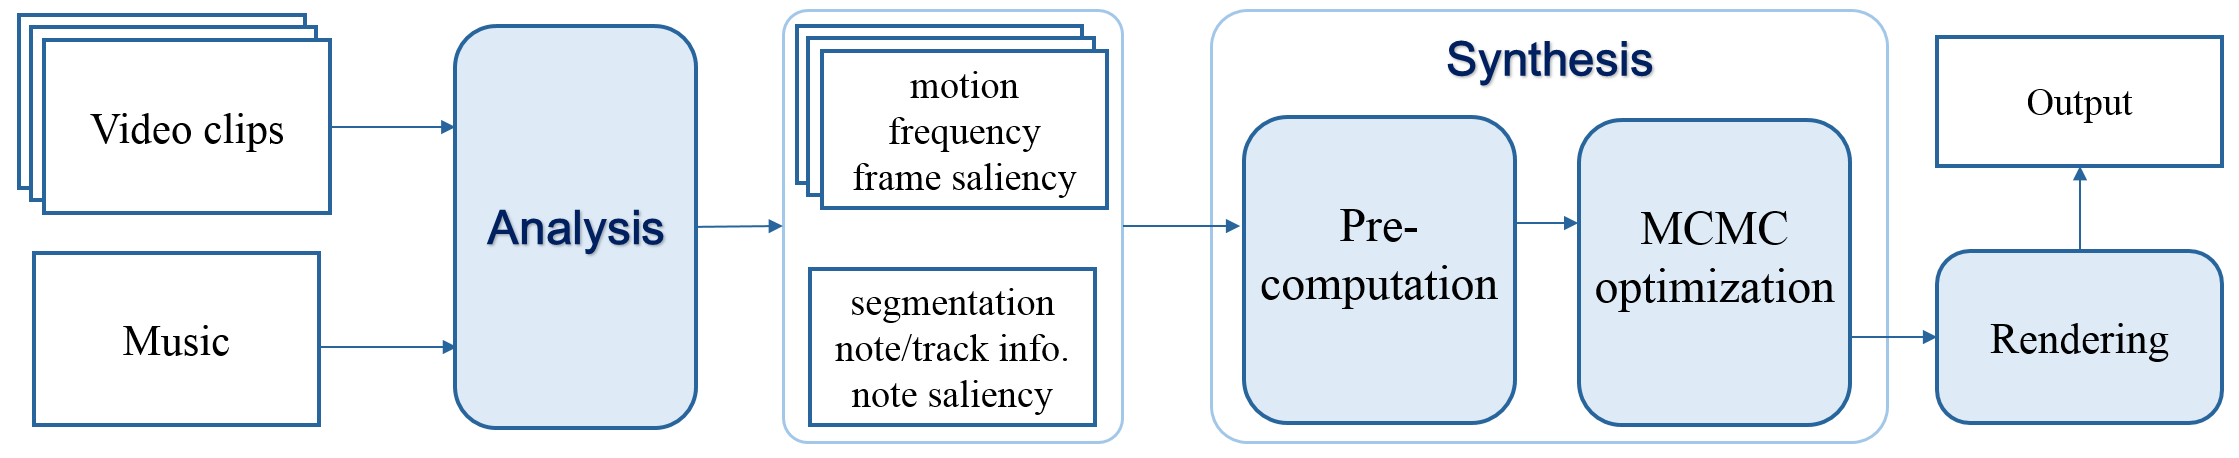 Video clips
Music
Analysis
motion
frequency
frame saliency
segmentation
note/track info.
note saliency
Synthesis
Pre-
computation
MCMC
optimization
Output
Rendering